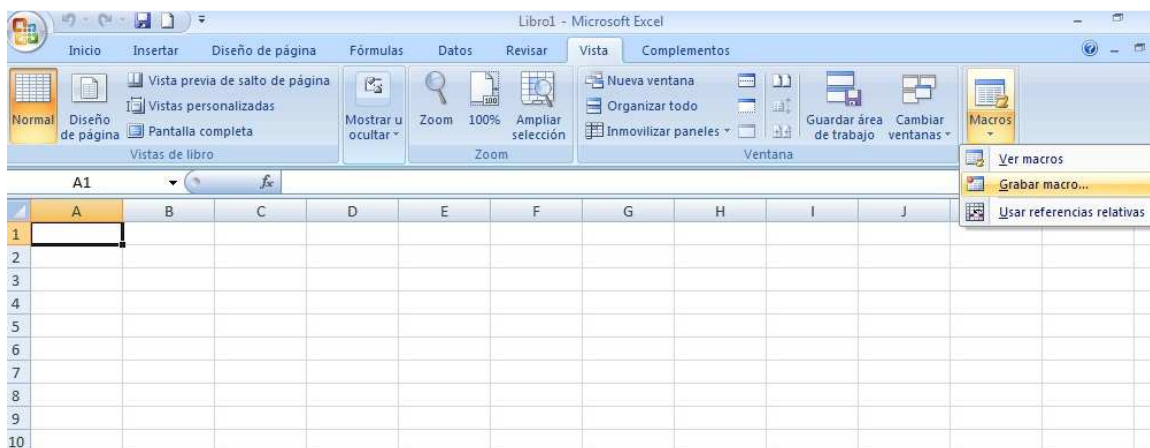 Libro1 - Microsoft Excel
Inicio Insertar Diseño de página Fórmulas Datos Revisar Vista Complementos
Normal
Diseño de página
Vista previa de salto de página
Vistas personalizadas
Pantalla completa
Vistas de libro
Mostrar u ocultar
Zoom
100%
Ampliar selección
Zoom
Nueva ventana
Organizar todo
Inmovilizar paneles
Guardar área de trabajo
Cambiar ventanas
Ventana
Macros
Ver macros
Grabar macro...
Usar referencias relativas
A1 fx
A B C D E F G H I J
1
2
3
4
5
6
7
8
9
10